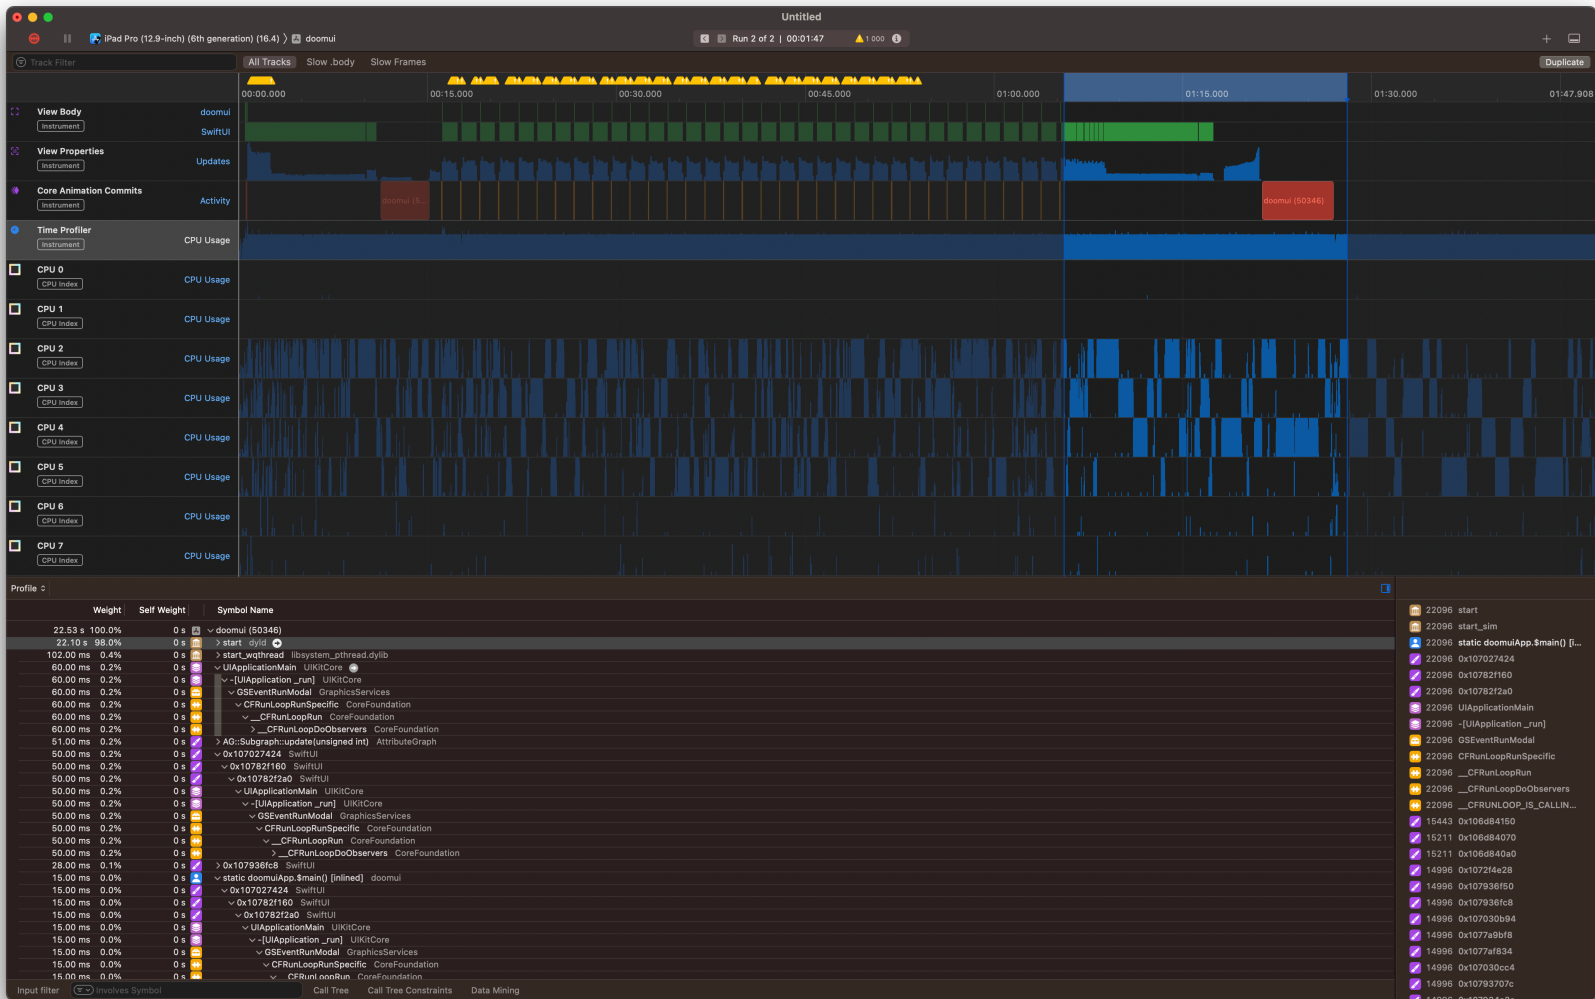 Untitled
iPad Pro (12.9-inch) (6th generation) (16.4) 〉 doomui
Run 2 of 2 | 00:01:47
1 000
Track Filter
All Tracks Slow .body Slow Frames
Duplicate
00:00.000 00:15.000 00:30.000 00:45.000 01:00.000 01:15.000 01:30.000 01:47.908
View Body
Instrument
doomui
SwiftUI
View Properties
Instrument
Updates
Core Animation Commits
Instrument
Activity
doomui (5...
doomui (50346)
Time Profiler
Instrument
CPU Usage
CPU 0
CPU Index
CPU Usage
CPU 1
CPU Index
CPU Usage
CPU 2
CPU Index
CPU Usage
CPU 3
CPU Index
CPU Usage
CPU 4
CPU Index
CPU Usage
CPU 5
CPU Index
CPU Usage
CPU 6
CPU Index
CPU Usage
CPU 7
CPU Index
CPU Usage
Profile
Weight Self Weight Symbol Name
22.53 s 100.0% 0 s doomui (50346)
22.10 s 98.0% 0 s start dyld
102.00 ms 0.4% 0 s start_wqthread libsystem_pthread.dylib
60.00 ms 0.2% 0 s UIApplicationMain UIKitCore
60.00 ms 0.2% 0 s -[UIApplication _run] UIKitCore
60.00 ms 0.2% 0 s GSEventRunModal GraphicsServices
60.00 ms 0.2% 0 s CFRunLoopRunSpecific CoreFoundation
60.00 ms 0.2% 0 s __CFRunLoopRun CoreFoundation
60.00 ms 0.2% 0 s __CFRunLoopDoObservers CoreFoundation
51.00 ms 0.2% 0 s AG::Subgraph::update(unsigned int) AttributeGraph
50.00 ms 0.2% 0 s 0x107027424 SwiftUI
50.00 ms 0.2% 0 s 0x10782f160 SwiftUI
50.00 ms 0.2% 0 s 0x10782f2a0 SwiftUI
50.00 ms 0.2% 0 s UIApplicationMain UIKitCore
50.00 ms 0.2% 0 s -[UIApplication _run] UIKitCore
50.00 ms 0.2% 0 s GSEventRunModal GraphicsServices
50.00 ms 0.2% 0 s CFRunLoopRunSpecific CoreFoundation
50.00 ms 0.2% 0 s __CFRunLoopRun CoreFoundation
50.00 ms 0.2% 0 s __CFRunLoopDoObservers CoreFoundation
28.00 ms 0.1% 0 s 0x107936fc8 SwiftUI
15.00 ms 0.0% 0 s static doomuiApp.$main() [inlined] doomui
15.00 ms 0.0% 0 s 0x107027424 SwiftUI
15.00 ms 0.0% 0 s 0x10782f160 SwiftUI
15.00 ms 0.0% 0 s 0x10782f2a0 SwiftUI
15.00 ms 0.0% 0 s UIApplicationMain UIKitCore
15.00 ms 0.0% 0 s -[UIApplication _run] UIKitCore
15.00 ms 0.0% 0 s GSEventRunModal GraphicsServices
15.00 ms 0.0% 0 s CFRunLoopRunSpecific CoreFoundation
15.00 ms 0.0% 0 s __CFRunLoopRun CoreFoundation
22096 start
22096 start_sim
22096 static doomuiApp.$main() [i...
22096 0x107027424
22096 0x10782f160
22096 0x10782f2a0
22096 UIApplicationMain
22096 -[UIApplication _run]
22096 GSEventRunModal
22096 CFRunLoopRunSpecific
22096 __CFRunLoopRun
22096 __CFRunLoopDoObservers
22096 __CFRUNLOOP_IS_CALLIN...
15443 0x106d84150
15211 0x106d84070
15211 0x106d840a0
14996 0x1072f4e28
14996 0x107936f50
14996 0x107936fc8
14996 0x107030b94
14996 0x1077a9bf8
14996 0x1077af834
14996 0x107030cc4
14996 0x10793707c
Input filter Involves Symbol Call Tree Call Tree Constraints Data Mining